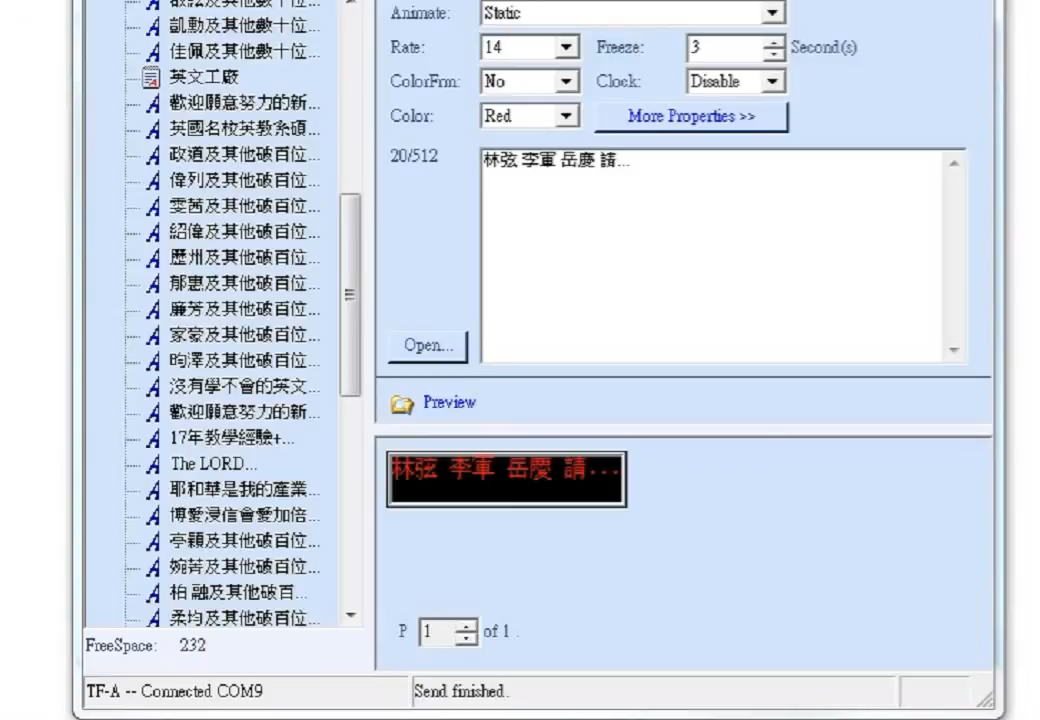 凱勳及其他數十位...
佳佩及其他數十位...
英文工廠
歡迎願意努力的新...
英國名校英教系碩...
政道及其他破百位...
偉列及其他破百位...
雯茜及其他破百位...
紹偉及其他破百位...
歷州及其他破百位...
郁惠及其他破百位...
廉芳及其他破百位...
家豪及其他破百位...
昀澤及其他破百位...
沒有學不會的英文...
歡迎願意努力的新...
17年教學經驗+...
The LORD...
耶和華是我的產業...
博愛浸信會愛加倍...
亭穎及其他破百位...
婉菁及其他破百位...
柏融及其他破百...
柔均及其他破百位...
FreeSpace: 232
Animate: Static
Rate: 14 Freeze: 3 Second(s)
ColorFrm: No Clock: Disable
Color: Red More Properties >>
20/512 林弦 李軍 岳慶 請...
Open...
Preview
林弦 李軍 岳慶 請...
P 1 of 1 .
TF-A -- Connected COM9 Send finished.